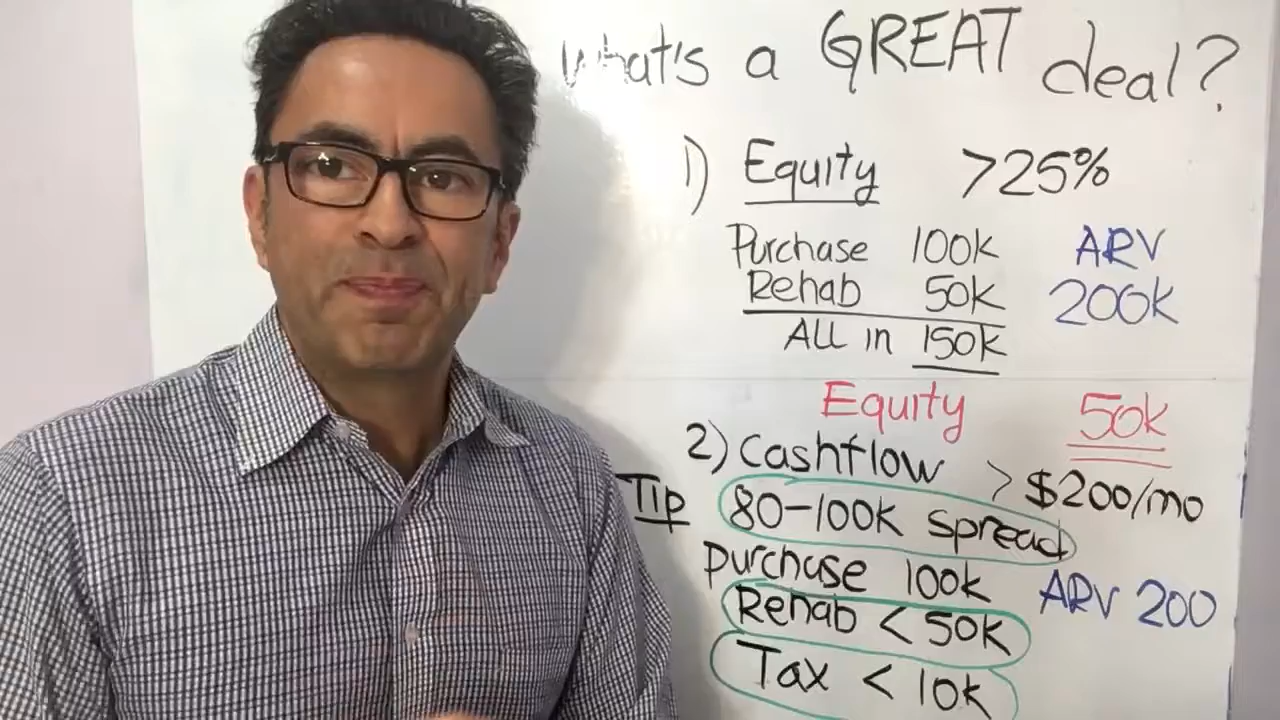 What's a GREAT deal?
1) Equity >25%
Purchase 100k ARV
Rehab 50k 200k
ALL in 150k
Equity 50k
2) Cashflow > $200/mo
Tip 80-100k spread
Purchase 100k ARV 200
Rehab < 50k
Tax < 10k